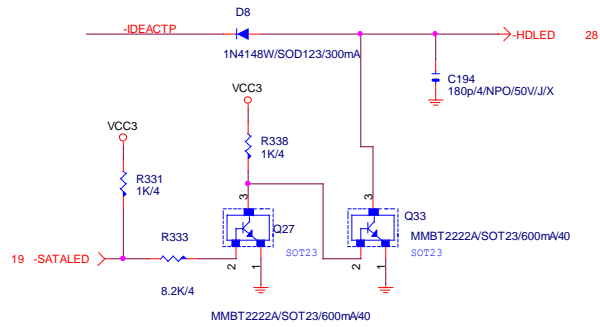 D8
-IDEACTP
-HDLED 28
1N4148W/SOD123/300mA
C194
180p/4/NPO/50V/J/X
VCC3
VCC3
R338
1K/4
R331
1K/4
3
3
Q27
Q33
MMBT2222A/SOT23/600mA/40
SOT23
SOT23
R333
19 -SATALED
2
1
2
1
8.2K/4
MMBT2222A/SOT23/600mA/40